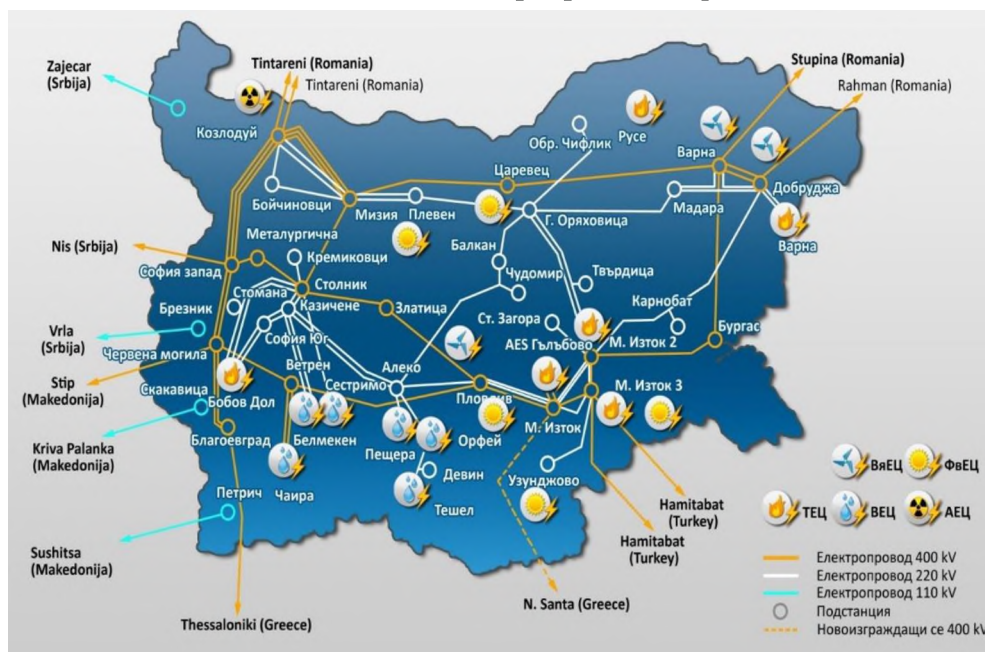 Zajecar
(Srbija)
Tintareni (Romania)
Tintareni (Romania)
Stupina (Romania)
Rahman (Romania)
Козлодуй
Обр. Чифлик
Русе
Варна
Добруджа
Царевец
Бойчиновци
Мизия
Плевен
Г. Оряховица
Мадара
Варна
Металургична
Кремиковци
Балкан
Nis (Srbija)
София запад
Столник
Чудомир
Твърдица
Стомана
Казичене
Златица
Карнобат
Брезник
София Юг
Ст. Загора
AES Гълъбово
М. Изток 2
Бургас
Vrla
(Srbija)
Червена могила
Ветрен
Алеко
Stip
(Makedonija)
Скакавица
Бобов Дол
Сестримо
Пловдив
М. Изток 3
Kriva Palanka
(Makedonija)
Благоевград
Белмекен
Пещера
Орфей
М. Изток
Петрич
Чаира
Девин
Тешел
Узунджово
Sushitsa
(Makedonija)
Hamitabat
(Turkey)
Hamitabat
(Turkey)
N. Santa (Greece)
Thessaloniki (Greece)
ВяЕЦ
ФвЕЦ
ТЕЦ
ВЕЦ
АЕЦ
Електропровод 400 kV
Електропровод 220 kV
Електропровод 110 kV
Подстанция
Новоизграждащи се 400 kV